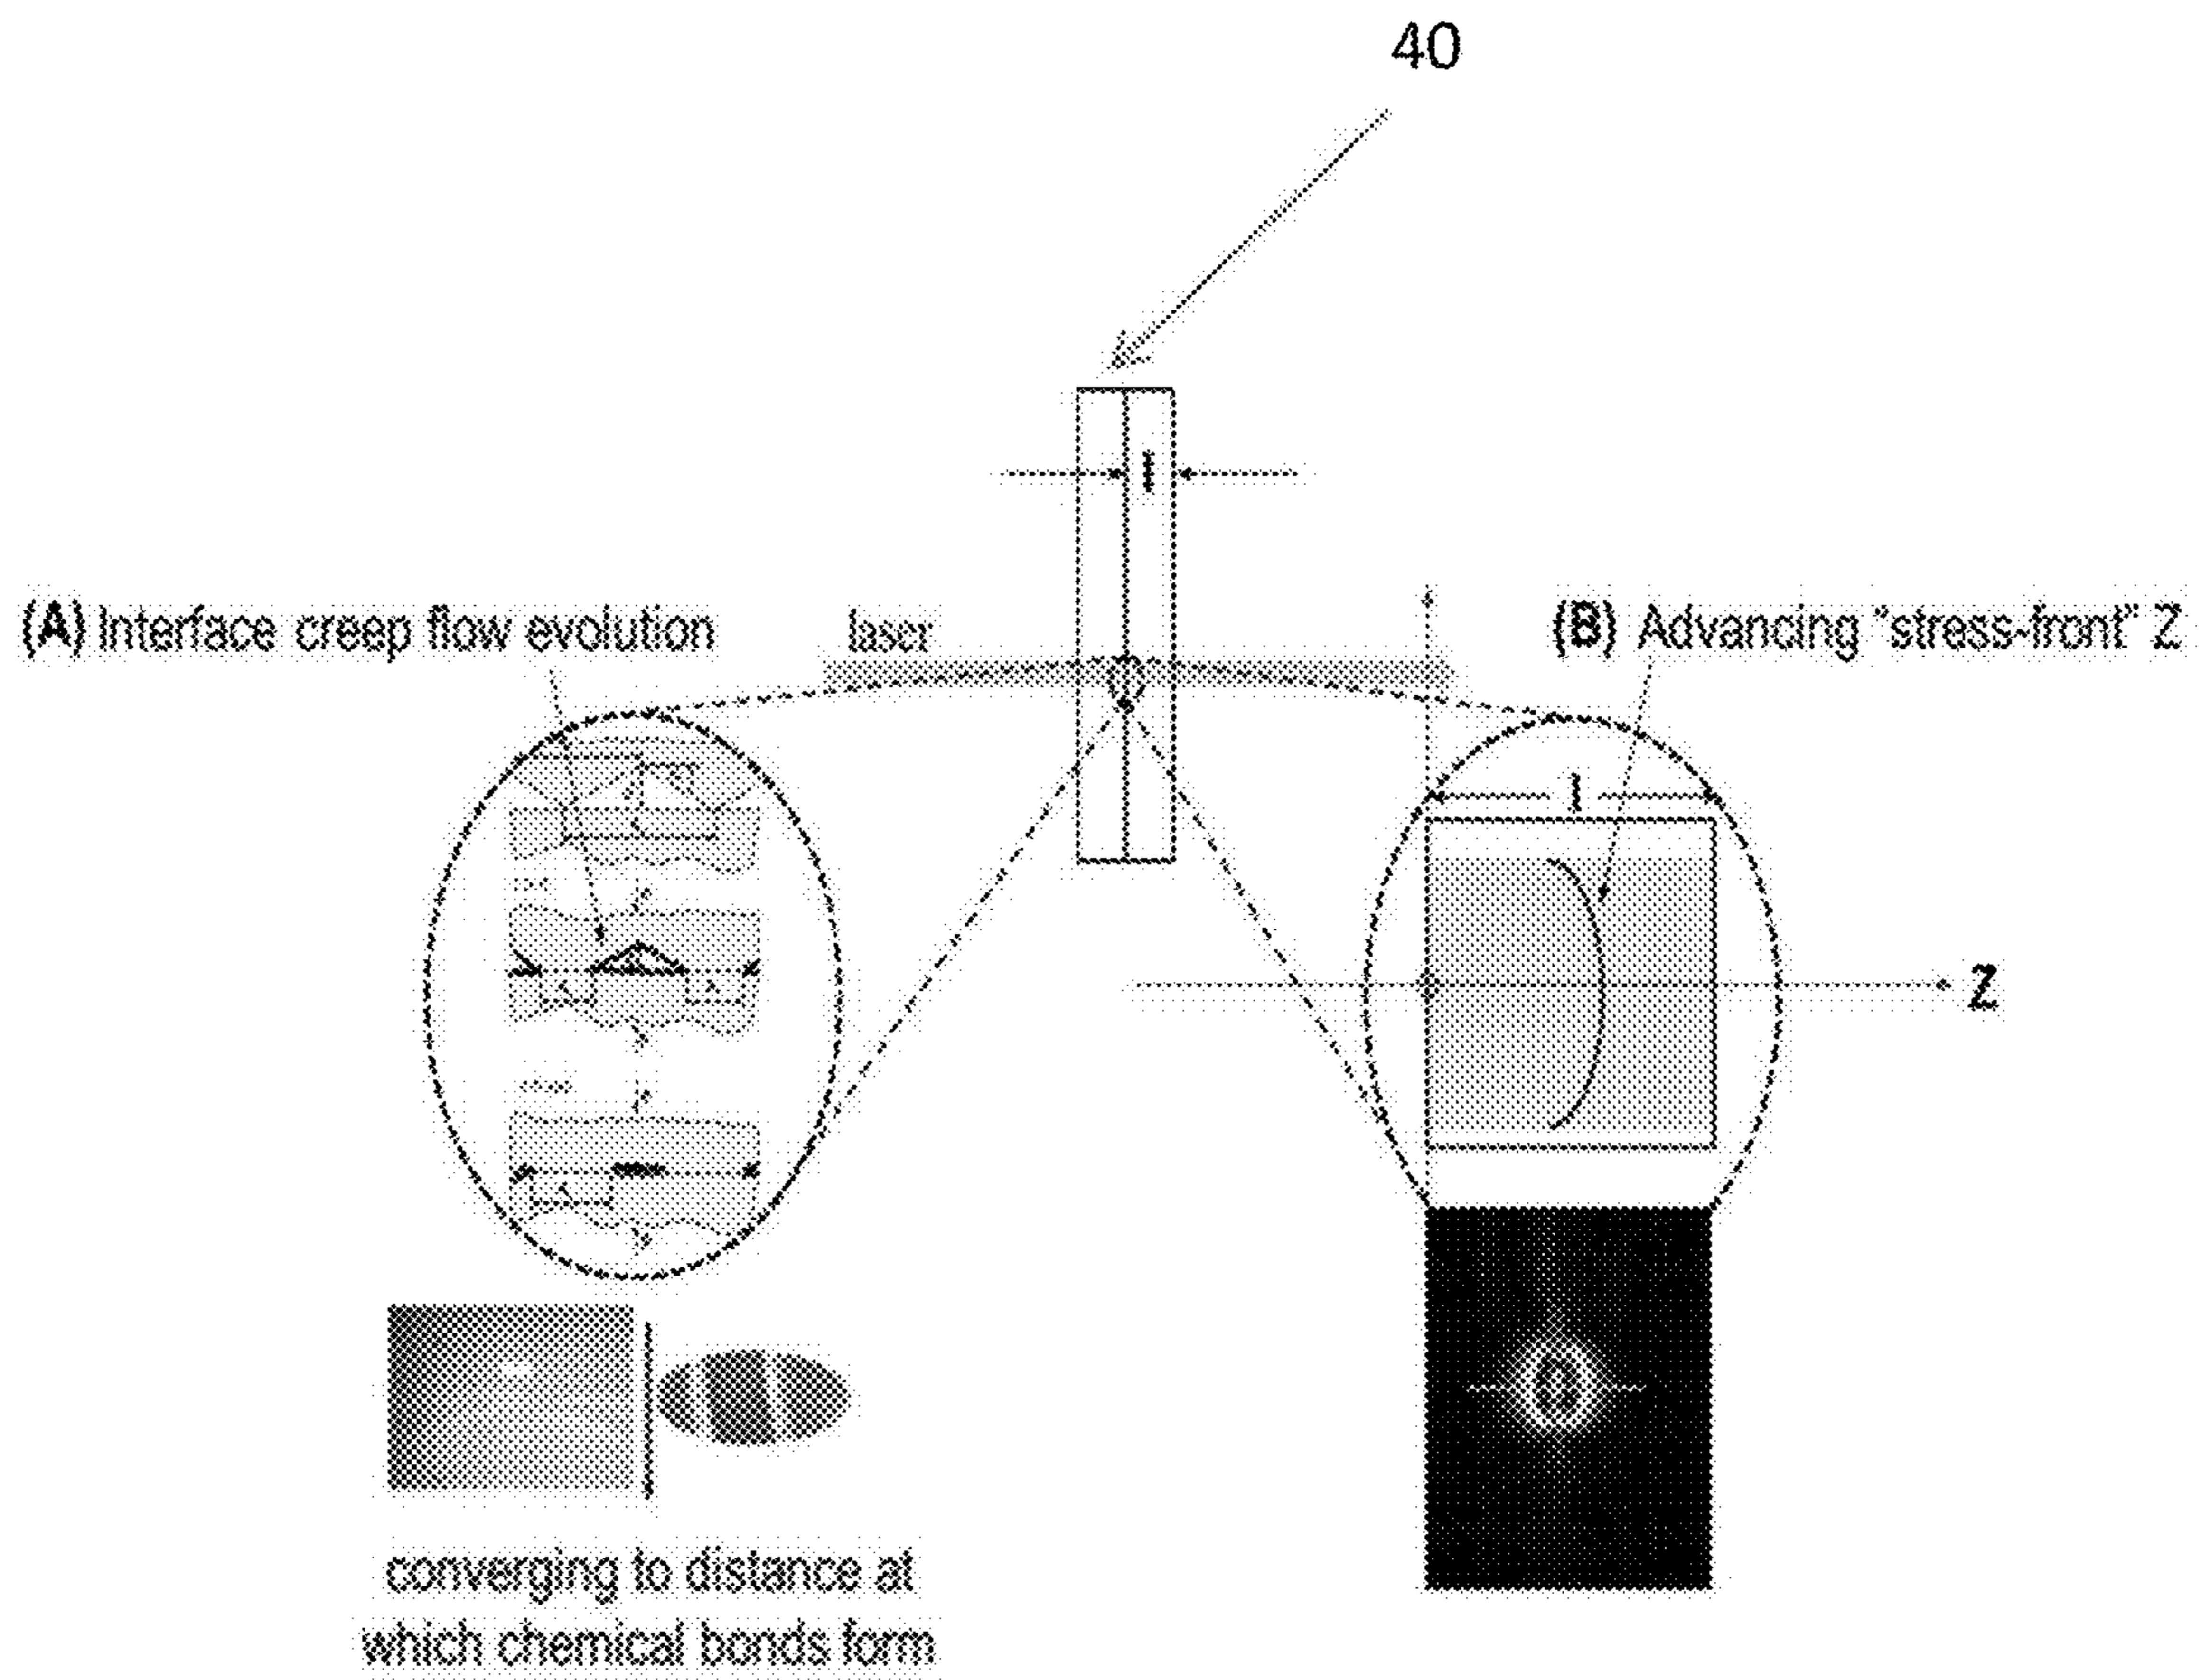 40
l
(A) Interface creep flow evolution
laser
(B) Advancing "stress-front" Z
l
Z
converging to distance at
which chemical bonds form